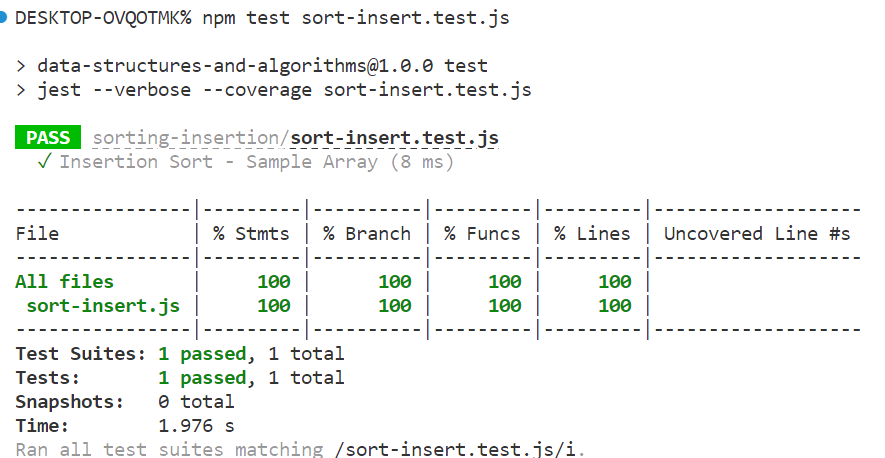 DESKTOP-OVQOTMK% npm test sort-insert.test.js
> data-structures-and-algorithms@1.0.0 test
> jest --verbose --coverage sort-insert.test.js
PASS sorting-insertion/sort-insert.test.js
✓ Insertion Sort - Sample Array (8 ms)
----------------|---------|----------|---------|---------|-------------------
File            | % Stmts | % Branch | % Funcs | % Lines | Uncovered Line #s
----------------|---------|----------|---------|---------|-------------------
All files       |     100 |      100 |     100 |     100 |
 sort-insert.js |     100 |      100 |     100 |     100 |
----------------|---------|----------|---------|---------|-------------------
Test Suites: 1 passed, 1 total
Tests:       1 passed, 1 total
Snapshots:   0 total
Time:        1.976 s
Ran all test suites matching /sort-insert.test.js/i.